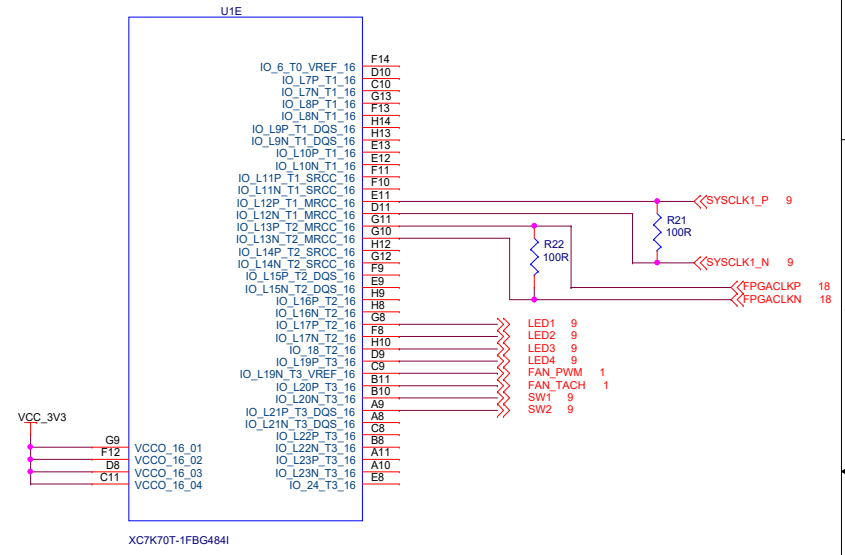 U1E
IO_6_T0_VREF_16 F14
IO_L7P_T1_16 D10
IO_L7N_T1_16 C10
IO_L8P_T1_16 G13
IO_L8N_T1_16 F13
IO_L9P_T1_DQS_16 H14
IO_L9N_T1_DQS_16 H13
IO_L10P_T1_16 E13
IO_L10N_T1_16 E12
IO_L11P_T1_SRCC_16 F11
IO_L11N_T1_SRCC_16 F10
IO_L12P_T1_MRCC_16 E11 SYSCLK1_P 9
IO_L12N_T1_MRCC_16 D11
R21
100R
IO_L13P_T2_MRCC_16 G11
IO_L13N_T2_MRCC_16 G10
R22
100R
IO_L14P_T2_SRCC_16 H12
IO_L14N_T2_SRCC_16 G12 SYSCLK1_N 9
IO_L15P_T2_DQS_16 F9
IO_L15N_T2_DQS_16 E9 FPGACLKP 18
IO_L16P_T2_16 H9 FPGACLKN 18
IO_L16N_T2_16 H8
IO_L17P_T2_16 G8 LED1 9
IO_L17N_T2_16 F8 LED2 9
IO_18_T2_16 H10 LED3 9
IO_L19P_T3_16 D9 LED4 9
IO_L19N_T3_VREF_16 C9 FAN_PWM 1
IO_L20P_T3_16 B11 FAN_TACH 1
IO_L20N_T3_16 B10 SW1 9
IO_L21P_T3_DQS_16 A9 SW2 9
IO_L21N_T3_DQS_16 A8
IO_L22P_T3_16 C8
IO_L22N_T3_16 B8
IO_L23P_T3_16 A11
IO_L23N_T3_16 A10
IO_24_T3_16 E8
VCC_3V3
G9 VCCO_16_01
F12 VCCO_16_02
D8 VCCO_16_03
C11 VCCO_16_04
XC7K70T-1FBG484I